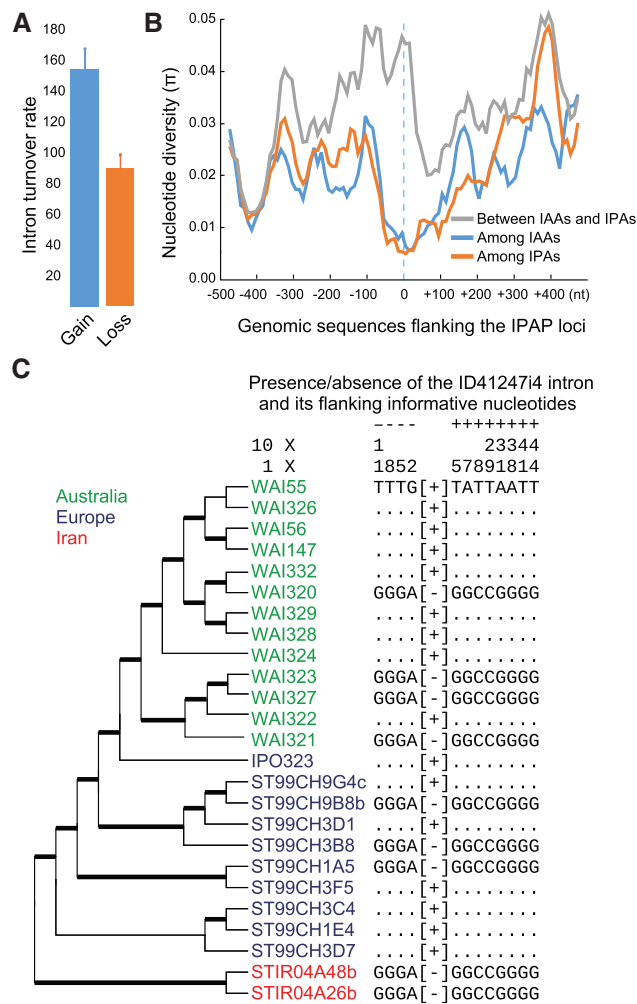 A
180
160
140
120
100
80
60
40
20
Intron turnover rate
Gain
Loss
B
0.05
0.04
0.03
0.02
0.01
0.00
Nucleotide diversity (π)
Between IAAs and IPAs
Among IAAs
Among IPAs
-500 -400 -300 -200 -100 0 +100 +200 +300 +400 (nt)
Genomic sequences flanking the IPAP loci
C
Presence/absence of the ID41247i4 intron
and its flanking informative nucleotides
---- ++++++++
10 X 1 23344
1 X 1852 57891814
Australia
Europe
Iran
WAI55 TTTG[+]TATTAATT
WAI326 ....[+]........
WAI56 ....[+]........
WAI147 ....[+]........
WAI332 ....[+]........
WAI320 GGGA[-]GGCCGGGG
WAI329 ....[+]........
WAI328 ....[+]........
WAI324 ....[+]........
WAI323 GGGA[-]GGCCGGGG
WAI327 GGGA[-]GGCCGGGG
WAI322 ....[+]........
WAI321 GGGA[-]GGCCGGGG
IPO323 ....[+]........
ST99CH9G4c ....[+]........
ST99CH9B8b GGGA[-]GGCCGGGG
ST99CH3D1 ....[+]........
ST99CH3B8 GGGA[-]GGCCGGGG
ST99CH1A5 GGGA[-]GGCCGGGG
ST99CH3F5 ....[+]........
ST99CH3C4 ....[+]........
ST99CH1E4 ....[+]........
ST99CH3D7 ....[+]........
STIR04A48b GGGA[-]GGCCGGGG
STIR04A26b GGGA[-]GGCCGGGG